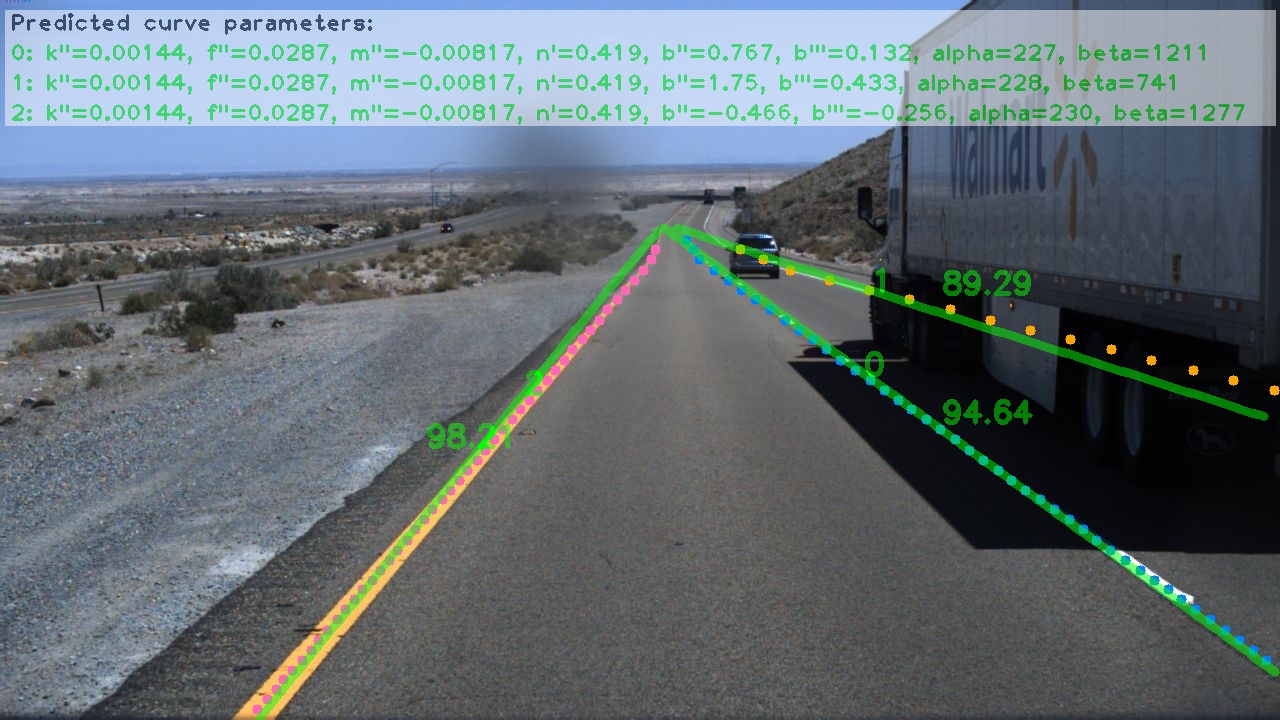 Predicted curve parameters:
0: k''=0.00144, f''=0.0287, m''=-0.00817, n'=0.419, b''=0.767, b'''=0.132, alpha=227, beta=1211
1: k''=0.00144, f''=0.0287, m''=-0.00817, n'=0.419, b''=1.75, b'''=0.433, alpha=228, beta=741
2: k''=0.00144, f''=0.0287, m''=-0.00817, n'=0.419, b''=-0.466, b'''=-0.256, alpha=230, beta=1277
Walmart
1 89.29
0
94.64
2
98.21